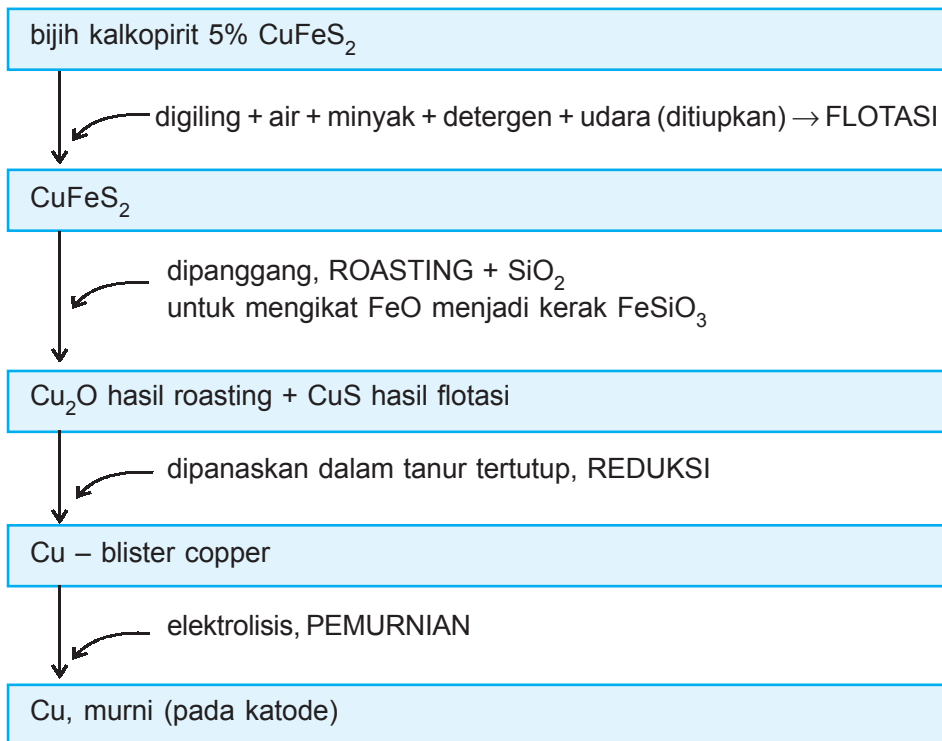 bijih kalkopirit 5% CuFeS₂
digiling + air + minyak + detergen + udara (ditiupkan) → FLOTASI
CuFeS₂
dipanggang, ROASTING + SiO₂
untuk mengikat FeO menjadi kerak FeSiO₃
Cu₂O hasil roasting + CuS hasil flotasi
dipanaskan dalam tanur tertutup, REDUKSI
Cu – blister copper
elektrolisis, PEMURNIAN
Cu, murni (pada katode)